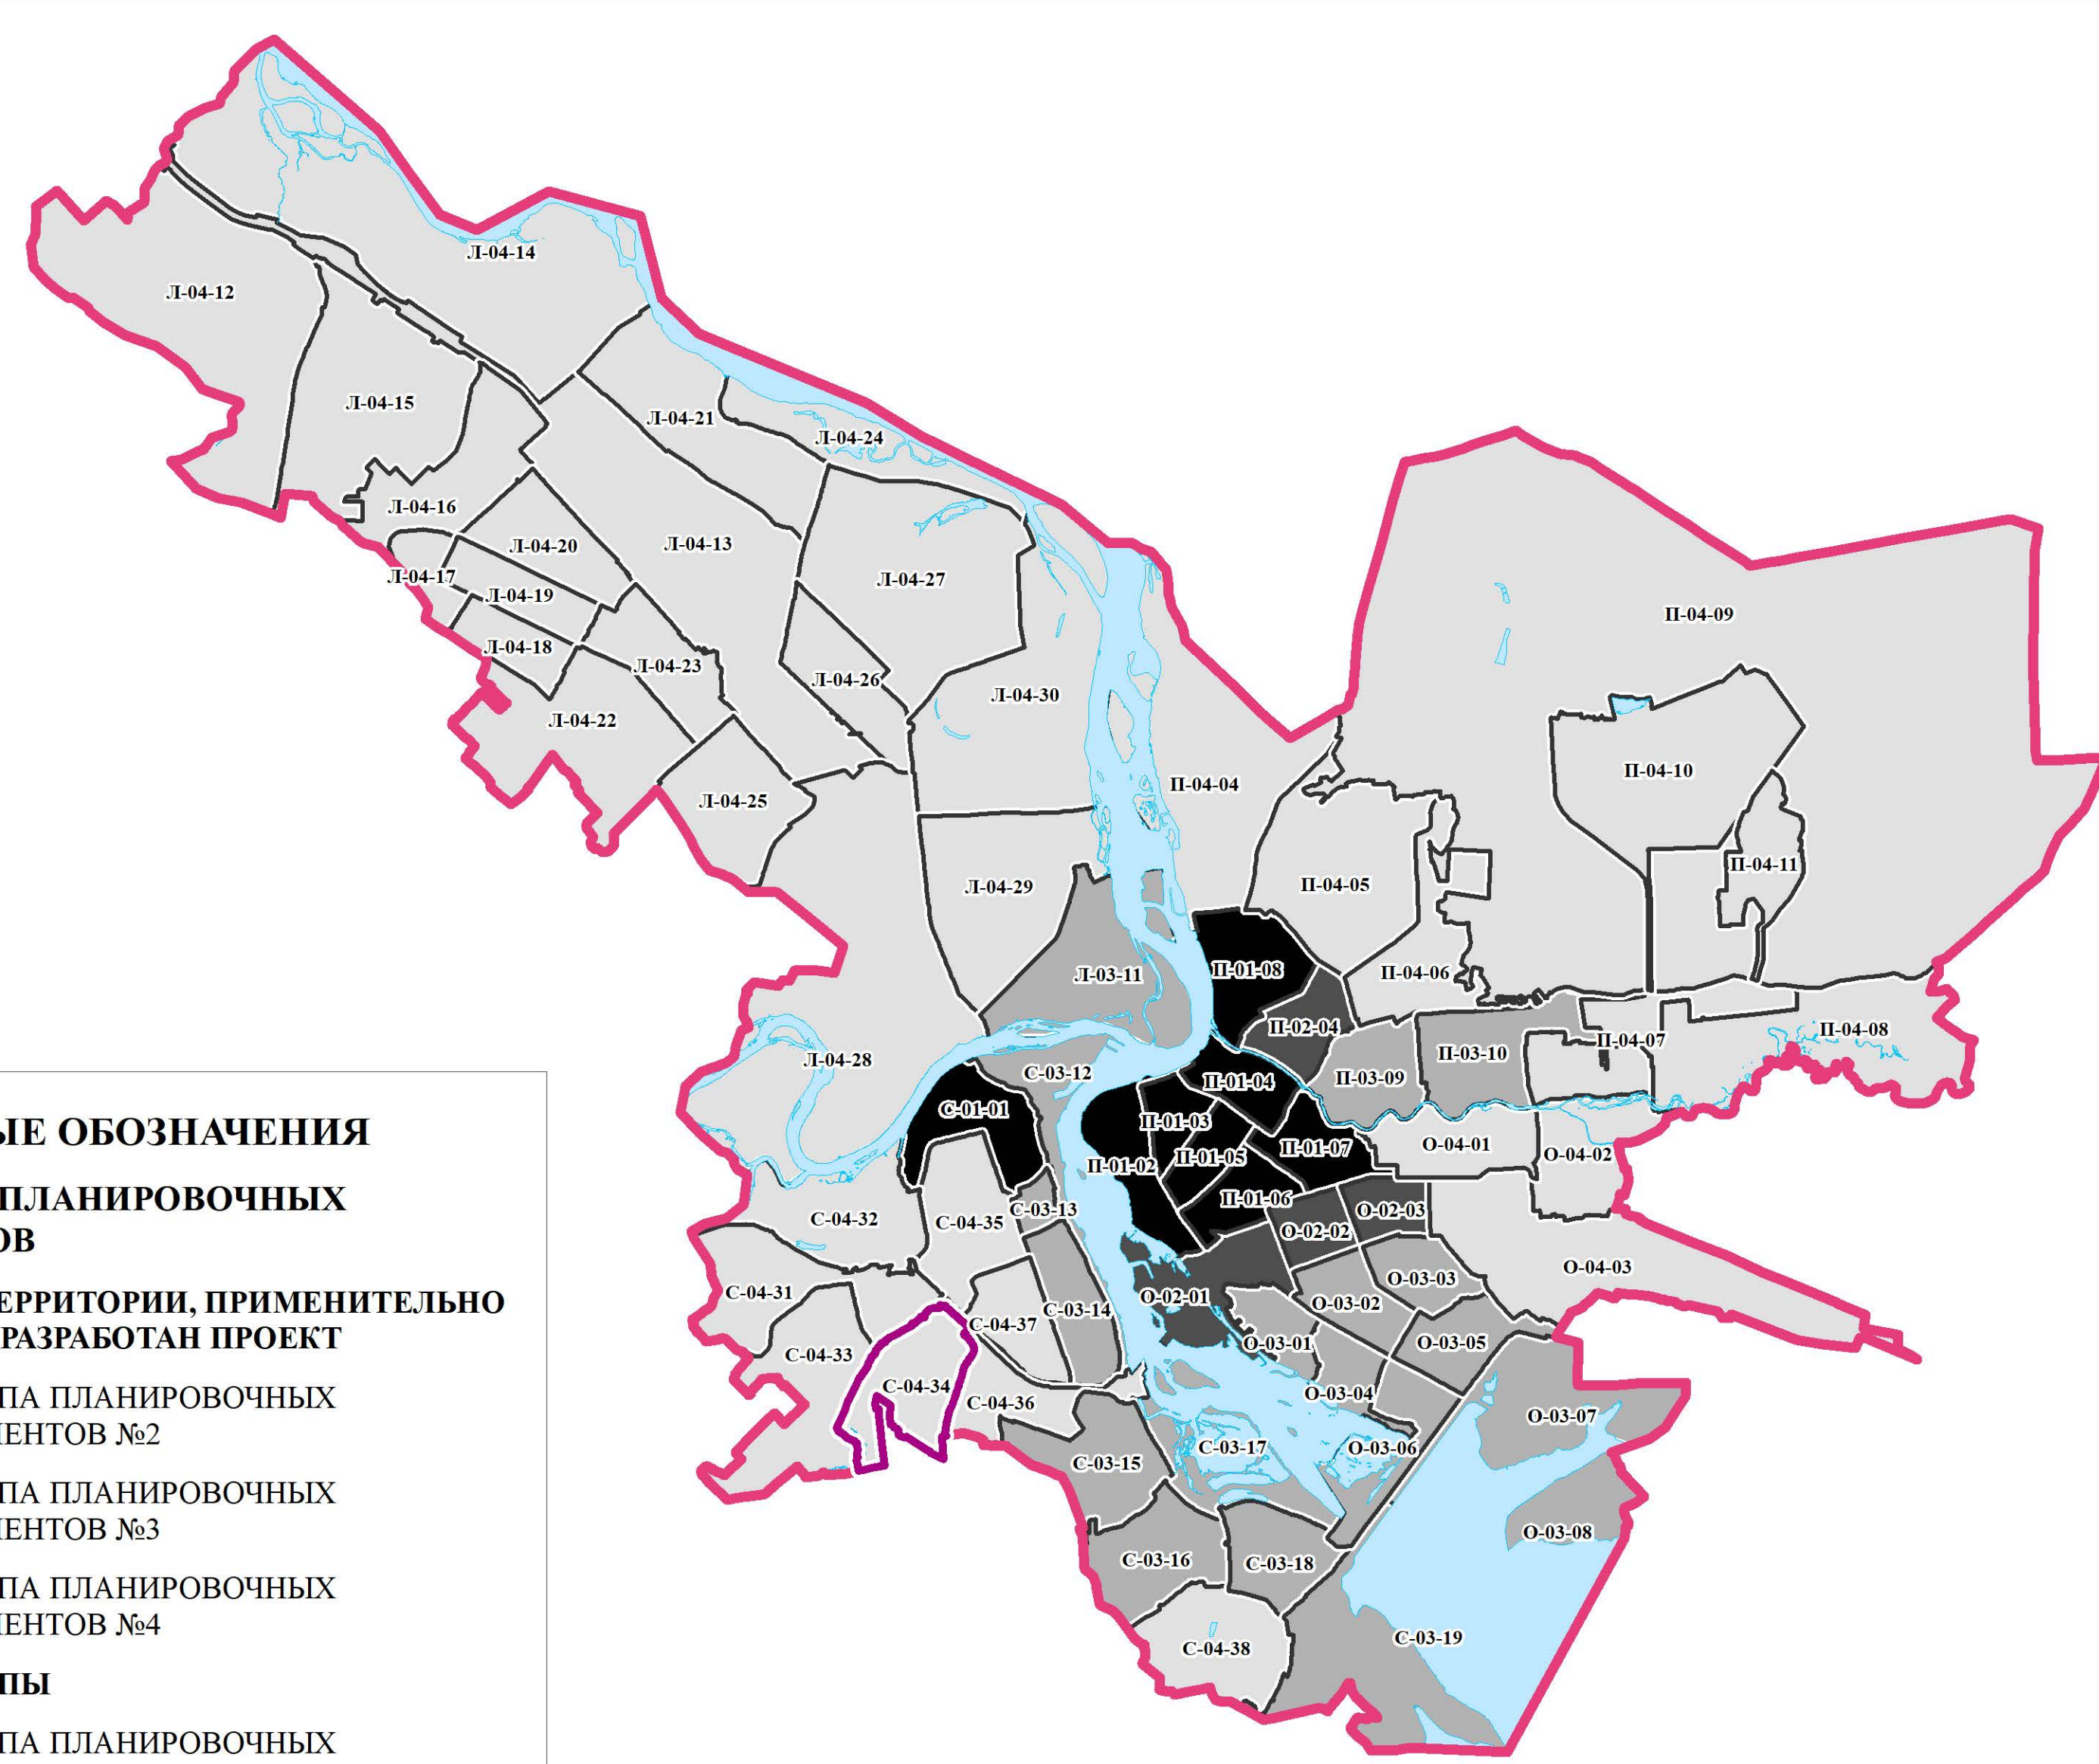 Л-04-14
Л-04-12
Л-04-15
Л-04-21
Л-04-24
Л-04-16
Л-04-20
Л-04-13
Л-04-17
Л-04-27
Л-04-19
П-04-09
Л-04-18
Л-04-23
Л-04-26
Л-04-30
Л-04-22
П-04-10
П-04-04
Л-04-25
П-04-11
П-04-05
Л-04-29
П-01-08
П-04-06
Л-03-11
П-02-04
П-04-08
П-04-07
П-03-10
Л-04-28
С-03-12
П-03-09
П-01-04
С-01-01
П-01-03
П-01-07
О-04-01
О-04-02
П-01-05
П-01-02
П-01-06
С-03-13
О-02-03
С-04-32
С-04-35
О-02-02
О-04-03
О-03-03
С-04-31
О-02-01
О-03-02
С-03-14
С-04-37
О-03-01
О-03-05
С-04-33
С-04-34
О-03-04
С-04-36
О-03-07
С-03-17
О-03-06
С-03-15
О-03-08
С-03-16
С-03-18
С-03-19
С-04-38
ЫЕ ОБОЗНАЧЕНИЯ
ПЛАНИРОВОЧНЫХ
ОВ
ЕРРИТОРИИ, ПРИМЕНИТЕЛЬНО
РАЗРАБОТАН ПРОЕКТ
ПА ПЛАНИРОВОЧНЫХ
ЕНТОВ №2
ПА ПЛАНИРОВОЧНЫХ
ЕНТОВ №3
ПА ПЛАНИРОВОЧНЫХ
ЕНТОВ №4
ПЫ
ПА ПЛАНИРОВОЧНЫХ